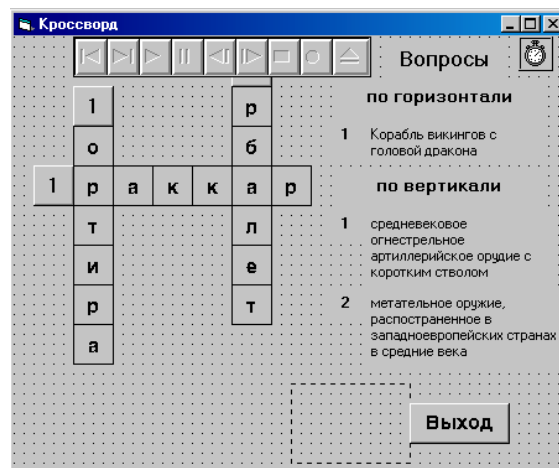 Кроссворд
Вопросы
1 р
о б
1 р а к к а р
т л
и е
р т
а
по горизонтали
1 Корабль викингов с
головой дракона
по вертикали
1 средневековое
огнестрельное
артиллерийское орудие с
коротким стволом
2 метательное оружие,
распостраненное в
западноевропейских странах
в средние века
Выход